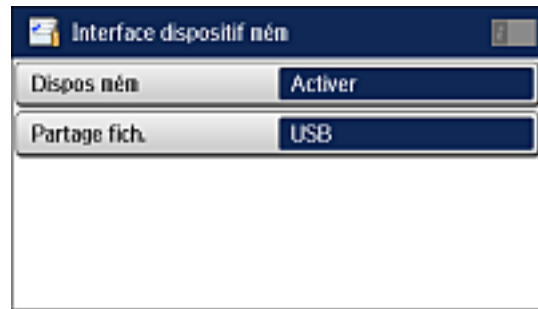 Interface dispositif mém
Dispos mém
Activer
Partage fich.
USB